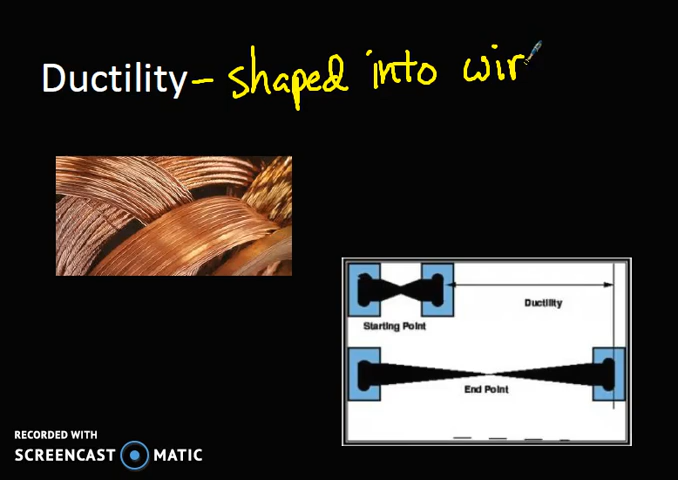 Ductility - shaped into wir
Ductility
Starting Point
End Point
RECORDED WITH
SCREENCAST MATIC